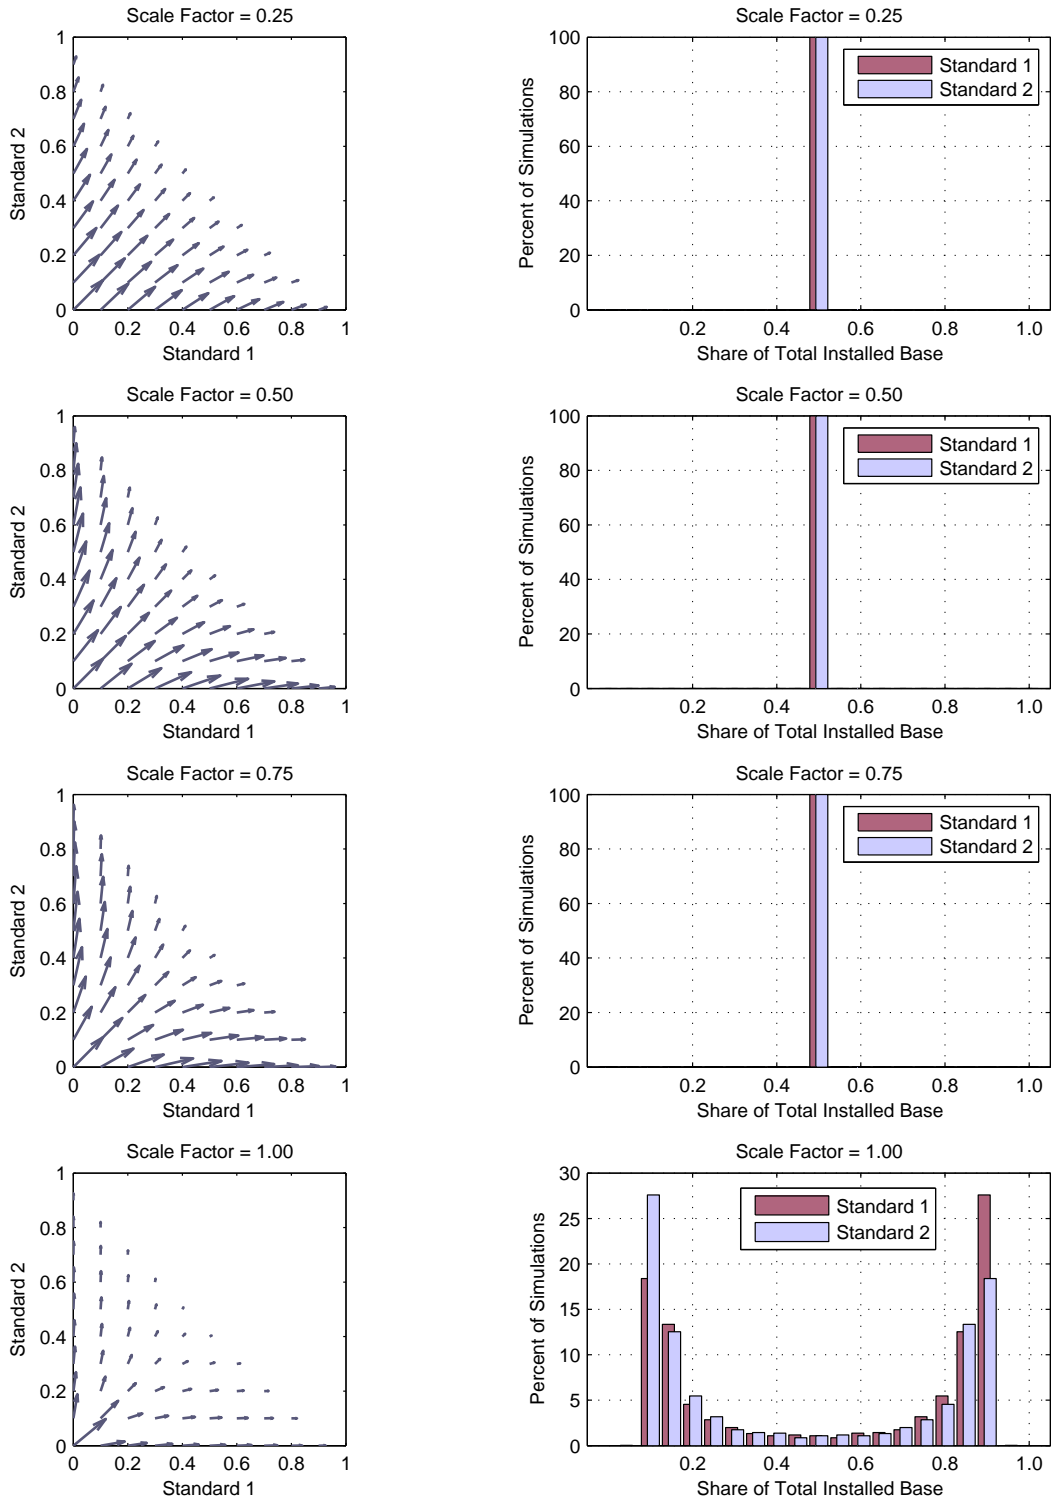 Scale Factor = 0.25
1
0.8
0.6
0.4
0.2
0
Standard 2
0 0.2 0.4 0.6 0.8 1
Standard 1
Scale Factor = 0.25
100
80
60
40
20
0
Percent of Simulations
Standard 1
Standard 2
0.2 0.4 0.6 0.8 1.0
Share of Total Installed Base
Scale Factor = 0.50
1
0.8
0.6
0.4
0.2
0
Standard 2
0 0.2 0.4 0.6 0.8 1
Standard 1
Scale Factor = 0.50
100
80
60
40
20
0
Percent of Simulations
Standard 1
Standard 2
0.2 0.4 0.6 0.8 1.0
Share of Total Installed Base
Scale Factor = 0.75
1
0.8
0.6
0.4
0.2
0
Standard 2
0 0.2 0.4 0.6 0.8 1
Standard 1
Scale Factor = 0.75
100
80
60
40
20
0
Percent of Simulations
Standard 1
Standard 2
0.2 0.4 0.6 0.8 1.0
Share of Total Installed Base
Scale Factor = 1.00
1
0.8
0.6
0.4
0.2
0
Standard 2
0 0.2 0.4 0.6 0.8 1
Standard 1
Scale Factor = 1.00
30
25
20
15
10
5
0
Percent of Simulations
Standard 1
Standard 2
0.2 0.4 0.6 0.8 1.0
Share of Total Installed Base